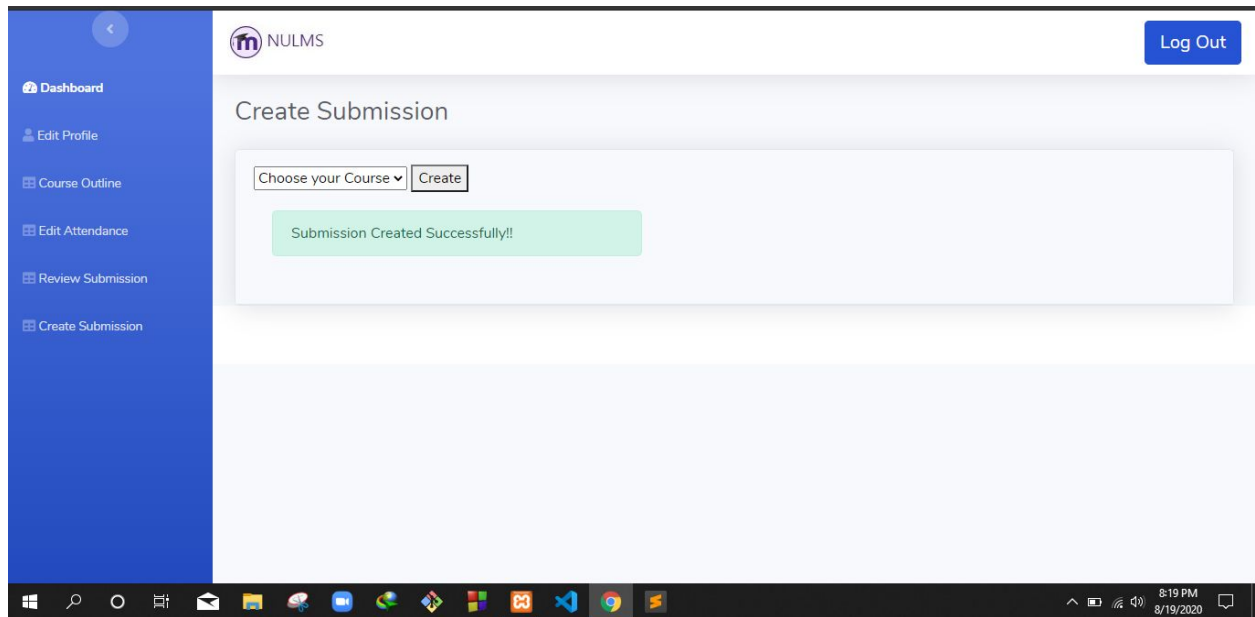 NULMS
Log Out
Dashboard
Edit Profile
Course Outline
Edit Attendance
Review Submission
Create Submission
Create Submission
Choose your Course Create
Submission Created Successfully!!
8:19 PM
8/19/2020